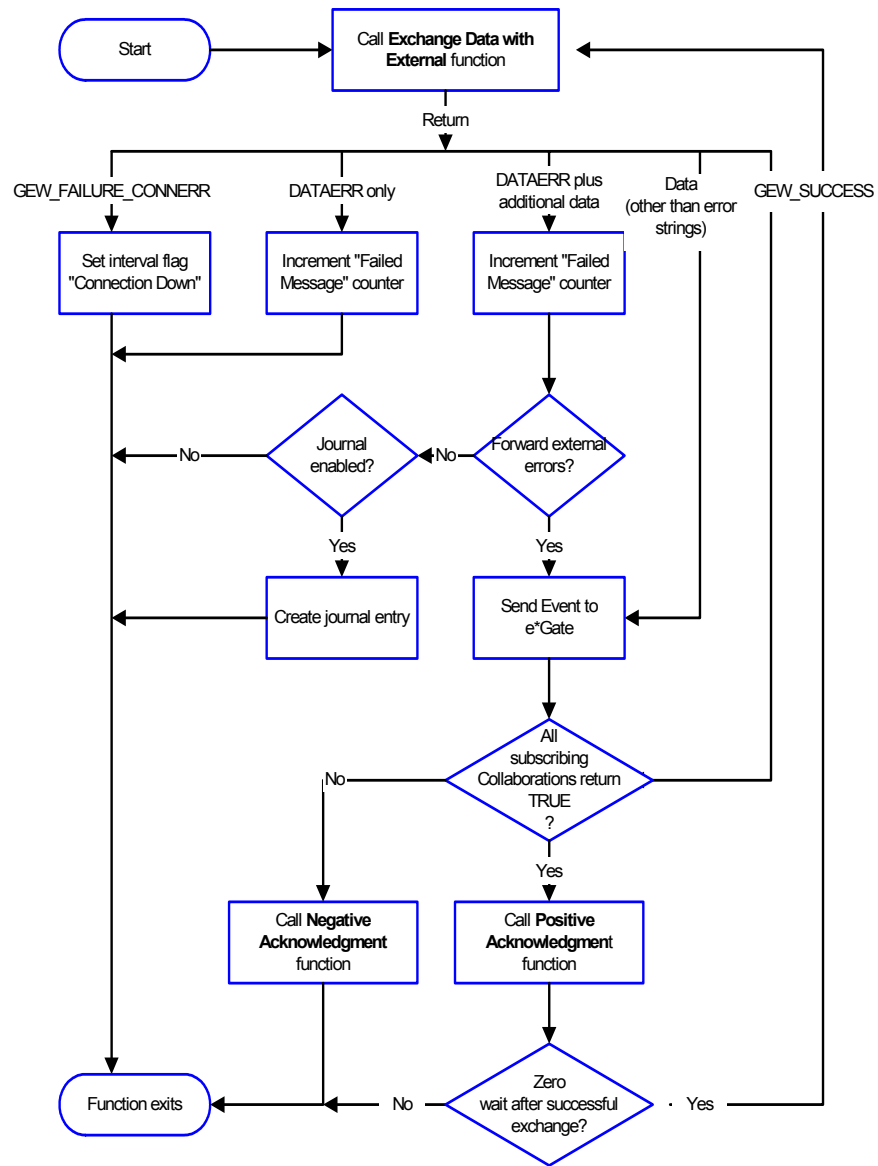 Start
Call Exchange Data with
External function
Return
GEW_FAILURE_CONNERR
DATAERR only
DATAERR plus
additional data
Data
(other than error
strings)
GEW_SUCCESS
Set interval flag
"Connection Down"
Increment "Failed
Message" counter
Increment "Failed
Message" counter
No
Journal
enabled?
No
Forward external
errors?
Yes
Yes
Create journal entry
Send Event to
e*Gate
All
subscribing
Collaborations return
TRUE
?
No
Yes
Call Negative
Acknowledgment
function
Call Positive
Acknowledgment
function
Function exits
No
Zero
wait after successful
exchange?
Yes